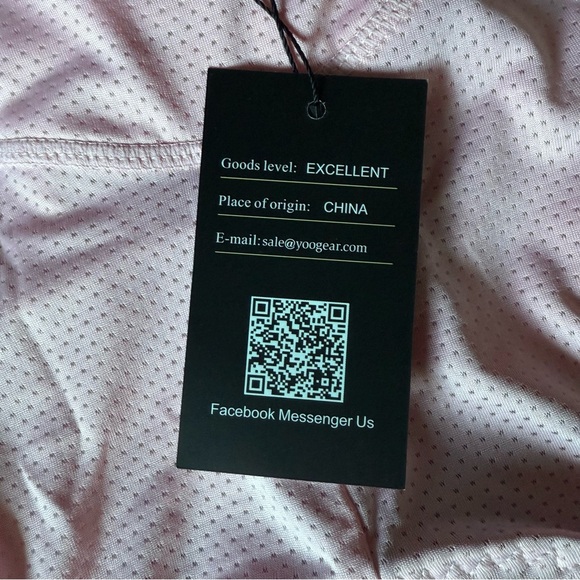 Goods level: EXCELLENT
Place of origin: CHINA
E-mail:sale@yoogear.com
Facebook Messenger Us